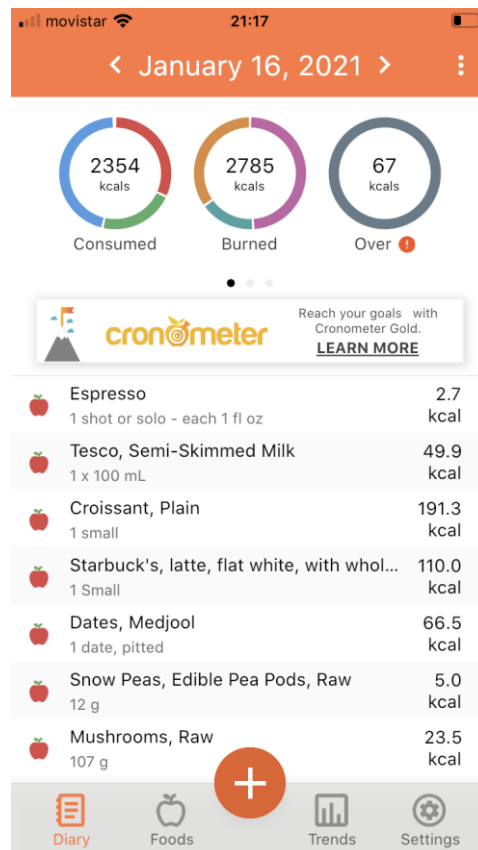 movistar 21:17
< January 16, 2021 >
2354
kcals
Consumed
2785
kcals
Burned
67
kcals
Over !
cronometer
Reach your goals with
Cronometer Gold.
LEARN MORE
Espresso 2.7
1 shot or solo - each 1 fl oz kcal
Tesco, Semi-Skimmed Milk 49.9
1 x 100 mL kcal
Croissant, Plain 191.3
1 small kcal
Starbuck's, latte, flat white, with whol... 110.0
1 Small kcal
Dates, Medjool 66.5
1 date, pitted kcal
Snow Peas, Edible Pea Pods, Raw 5.0
12 g kcal
Mushrooms, Raw 23.5
107 g kcal
+
Diary Foods Trends Settings